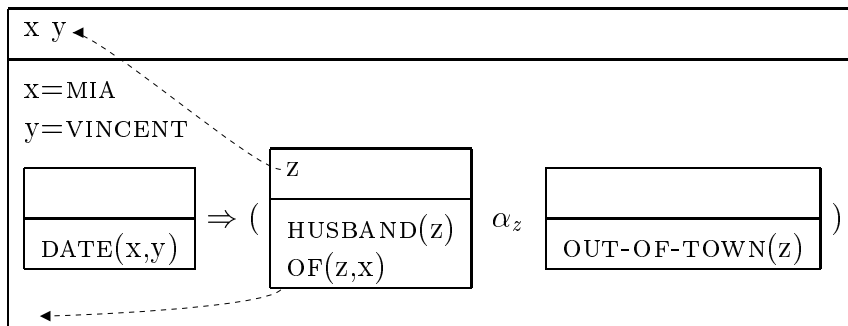 x y
x=MIA
y=VINCENT
z
DATE(x,y) ⇒ ( HUSBAND(z) α_z OUT-OF-TOWN(z) )
OF(z,x)